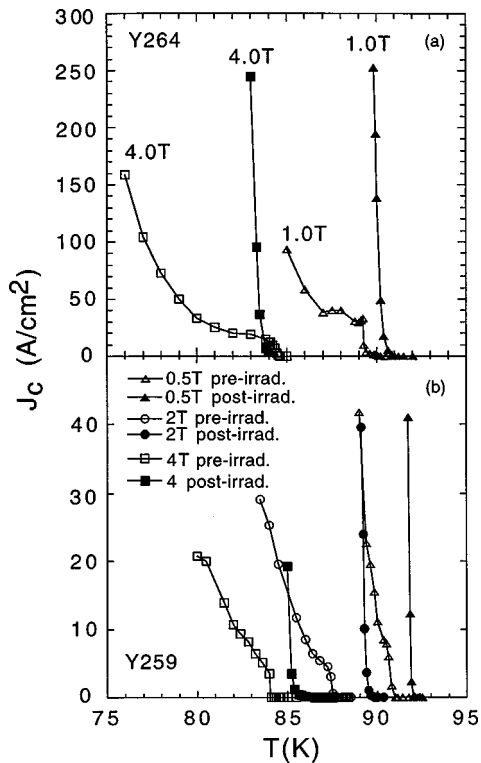 300
Y264
4.0T
1.0T
(a)
250
200
4.0T
150
1.0T
100
50
0
Jc (A/cm2)
0.5T pre-irrad.
(b)
0.5T post-irrad.
40
2T pre-irrad.
2T post-irrad.
4T pre-irrad.
30
4 post-irrad.
20
10
Y259
0
75 80 85 90 95
T(K)